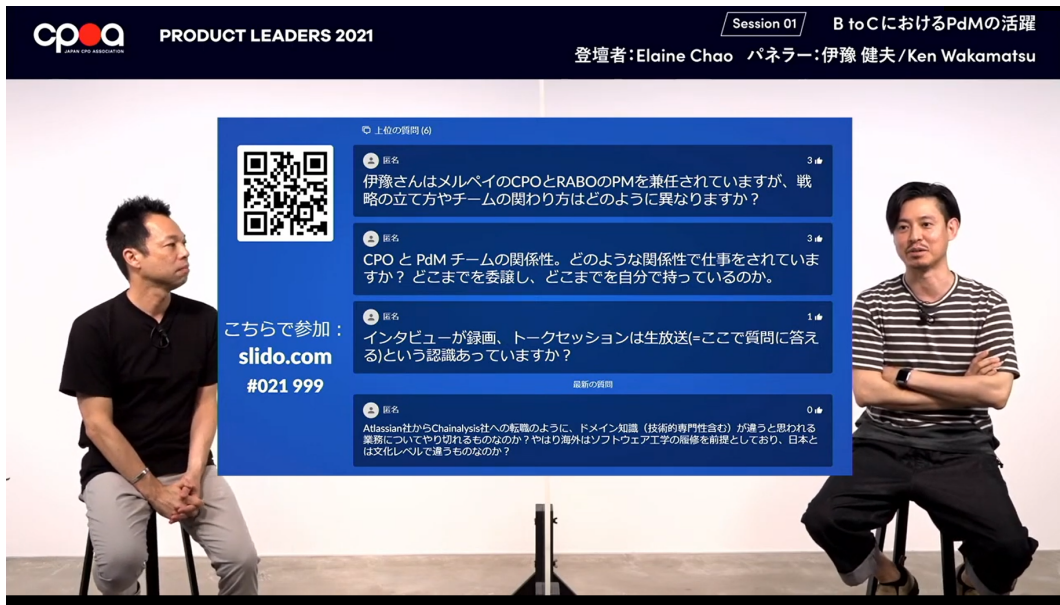 cpoa
JAPAN CPO ASSOCIATION
PRODUCT LEADERS 2021
Session 01
B toCにおけるPdMの活躍
登壇者：Elaine Chao パネラー：伊豫 健夫/Ken Wakamatsu
上位の質問 (6)
匿名
3
伊豫さんはメルペイのCPOとRABOのPMを兼任されていますが、戦
略の立て方やチームの関わり方はどのように異なりますか？
匿名
3
CPO と PdM チームの関係性。どのような関係性で仕事をされていま
すか？ どこまでを委譲し、どこまでを自分で持っているのか。
匿名
1
インタビューが録画、トークセッションは生放送(=ここで質問に答え
る)という認識あっていますか？
最新の質問
匿名
0
Atlassian社からChainalysis社への転職のように、ドメイン知識（技術的専門性含む）が違うと思われる
業務についてやり切れるものなのか？やはり海外はソフトウェア工学の履修を前提としており、日本と
は文化レベルで違うものなのか？
こちらで参加：
slido.com
#021 999